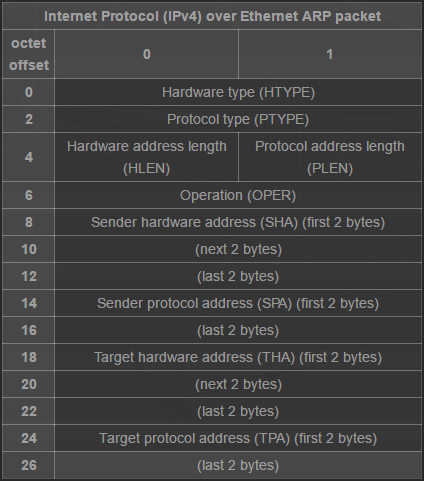 Internet Protocol (IPv4) over Ethernet ARP packet
octet
offset
0
1
0
Hardware type (HTYPE)
2
Protocol type (PTYPE)
4
Hardware address length
(HLEN)
Protocol address length
(PLEN)
6
Operation (OPER)
8
Sender hardware address (SHA) (first 2 bytes)
10
(next 2 bytes)
12
(last 2 bytes)
14
Sender protocol address (SPA) (first 2 bytes)
16
(last 2 bytes)
18
Target hardware address (THA) (first 2 bytes)
20
(next 2 bytes)
22
(last 2 bytes)
24
Target protocol address (TPA) (first 2 bytes)
26
(last 2 bytes)